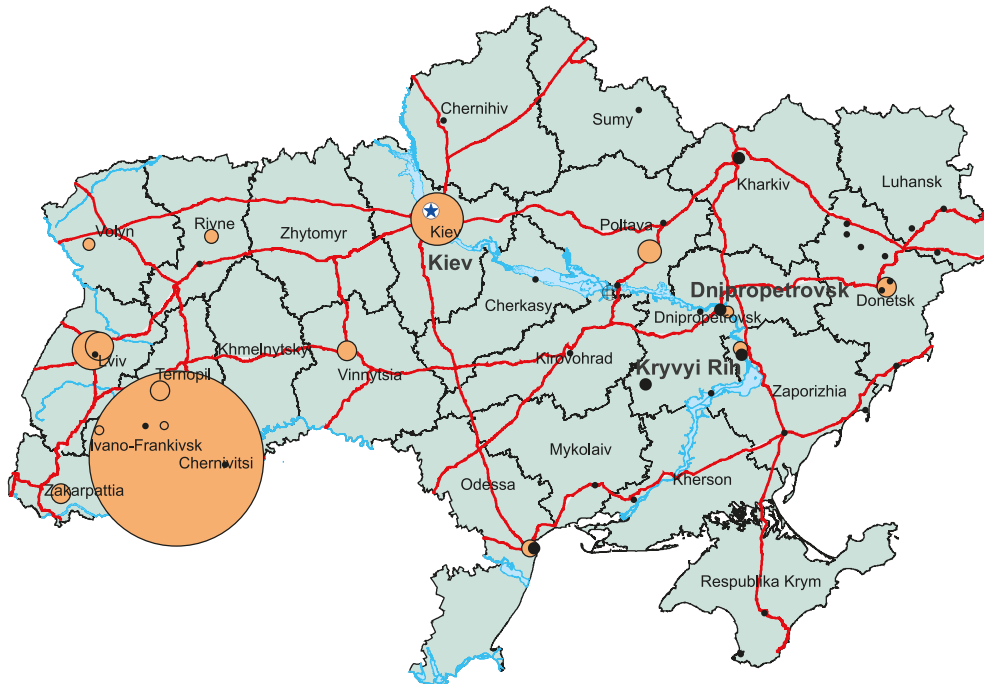 Chernihiv
Sumy
Kharkiv
Luhansk
Volyn
Rivne
Zhytomyr
Kiev
Poltava
Kiev
Cherkasy
Dnipropetrovsk
Dnipropetrovsk
Donetsk
Lviv
Khmelnytskyi
Vinnytsia
Kirovohrad
Kryvyi Rih
Ternopil
Zaporizhia
Ivano-Frankivsk
Chernivitsi
Mykolaiv
Zakarpattia
Odessa
Kherson
Respublika Krym